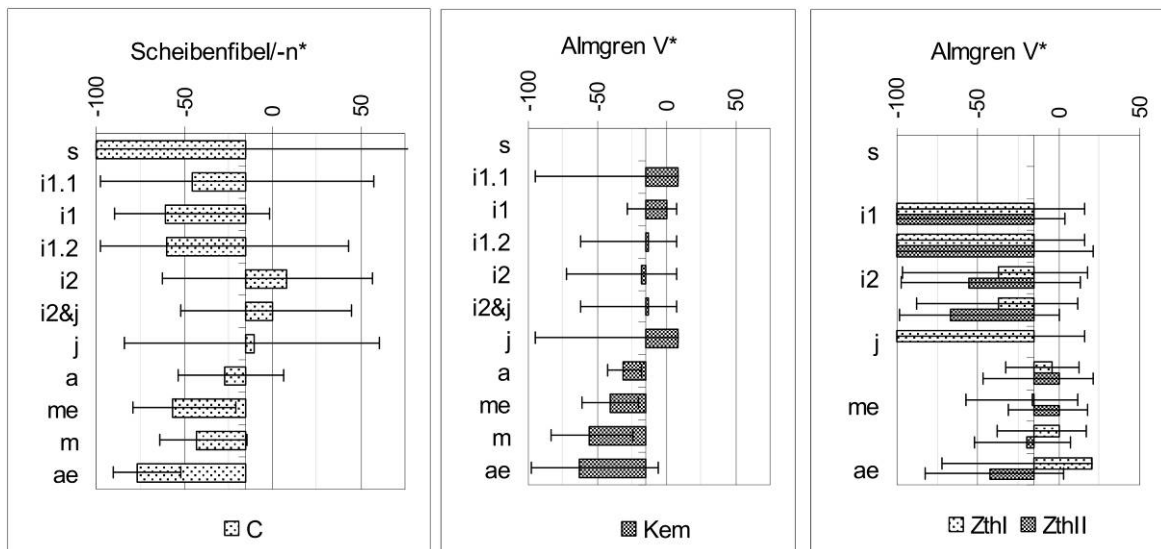 Scheibenfibel/-n*
-100
-50
0
50
s
i1.1
i1
i1.2
i2
i2&j
j
a
me
m
ae
C
Almgren V*
-100
-50
0
50
s
i1.1
i1
i1.2
i2
i2&j
j
a
me
m
ae
Kem
Almgren V*
-100
-50
0
50
s
i1
i2
j
me
ae
ZthI ZthII